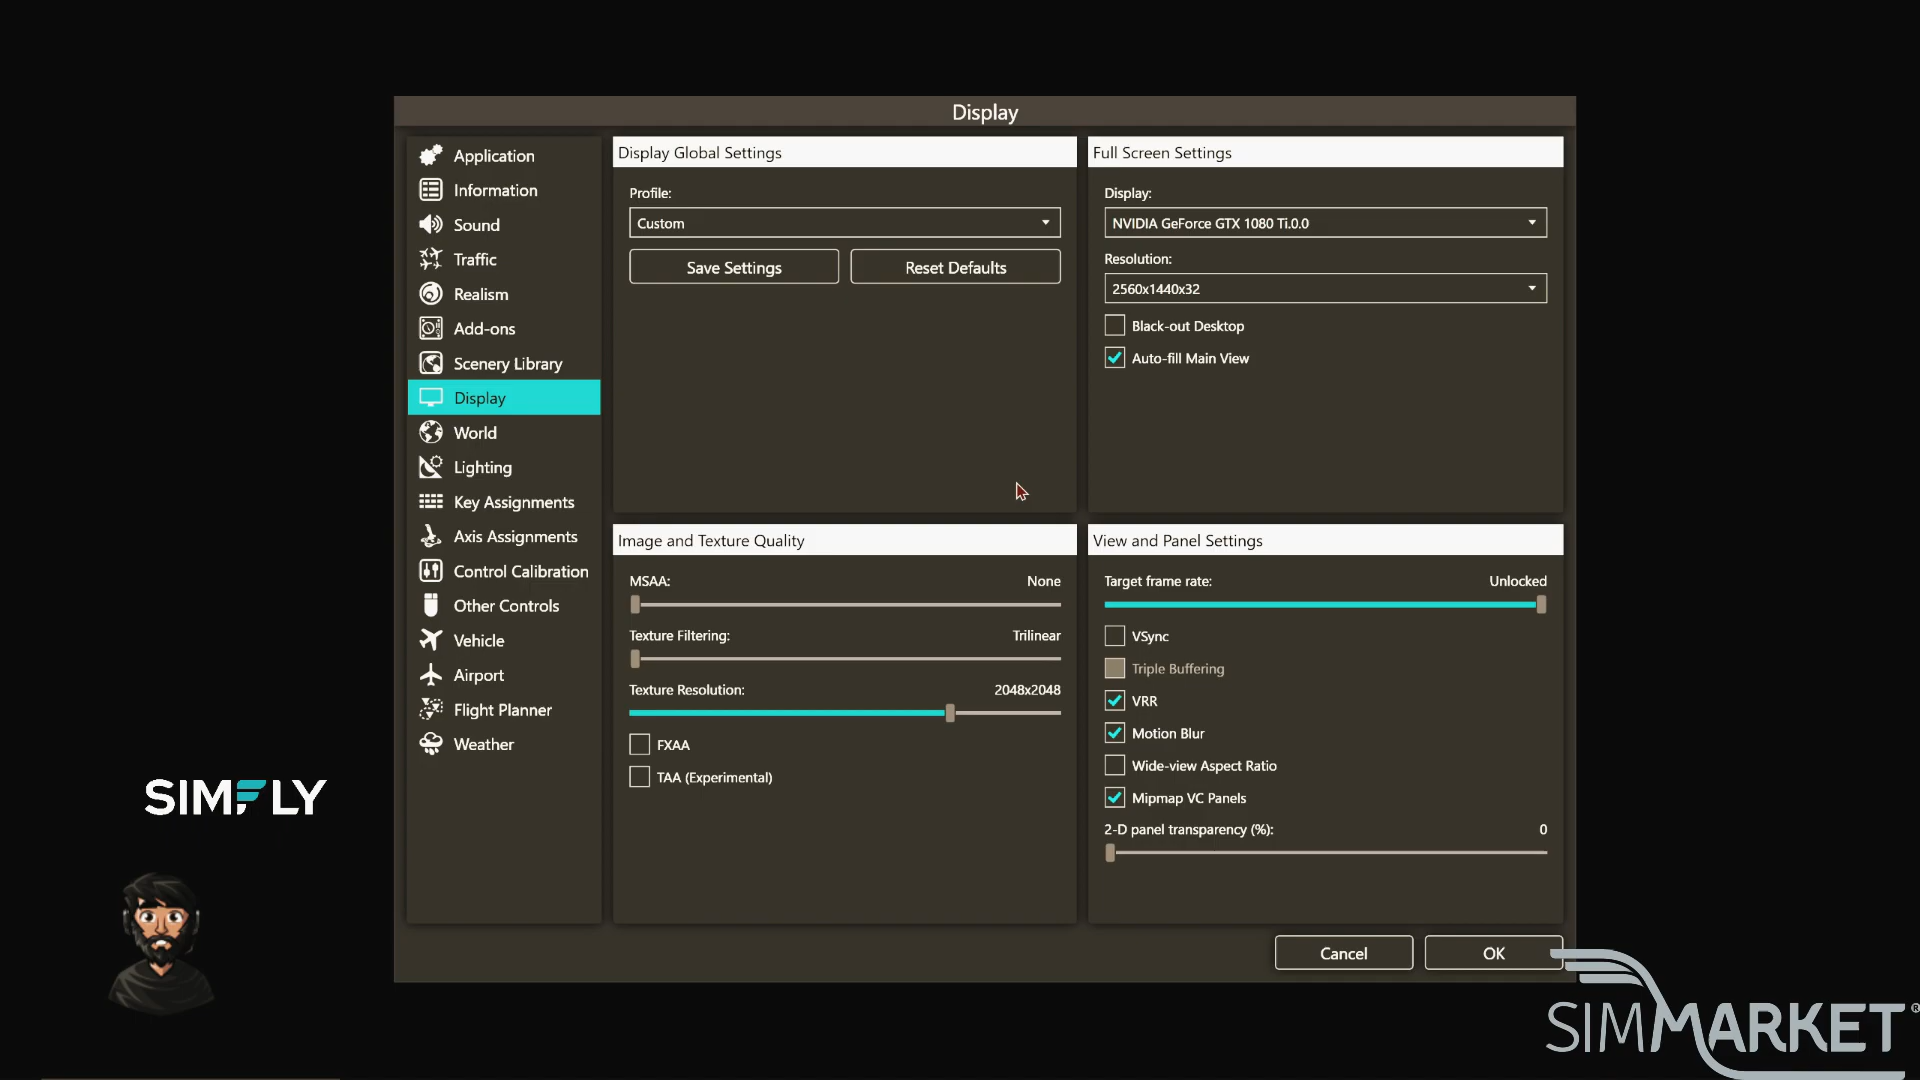 Display
Application
Information
Sound
Traffic
Realism
Add-ons
Scenery Library
Display
World
Lighting
Key Assignments
Axis Assignments
Control Calibration
Other Controls
Vehicle
Airport
Flight Planner
Weather
Display Global Settings
Profile:
Custom
Save Settings
Reset Defaults
Full Screen Settings
Display:
NVIDIA GeForce GTX 1080 Ti.0.0
Resolution:
2560x1440x32
Black-out Desktop
Auto-fill Main View
Image and Texture Quality
MSAA: None
Texture Filtering: Trilinear
Texture Resolution: 2048x2048
FXAA
TAA (Experimental)
View and Panel Settings
Target frame rate: Unlocked
VSync
Triple Buffering
VRR
Motion Blur
Wide-view Aspect Ratio
Mipmap VC Panels
2-D panel transparency (%): 0
Cancel
OK
SIMFLY
SIMMARKET®